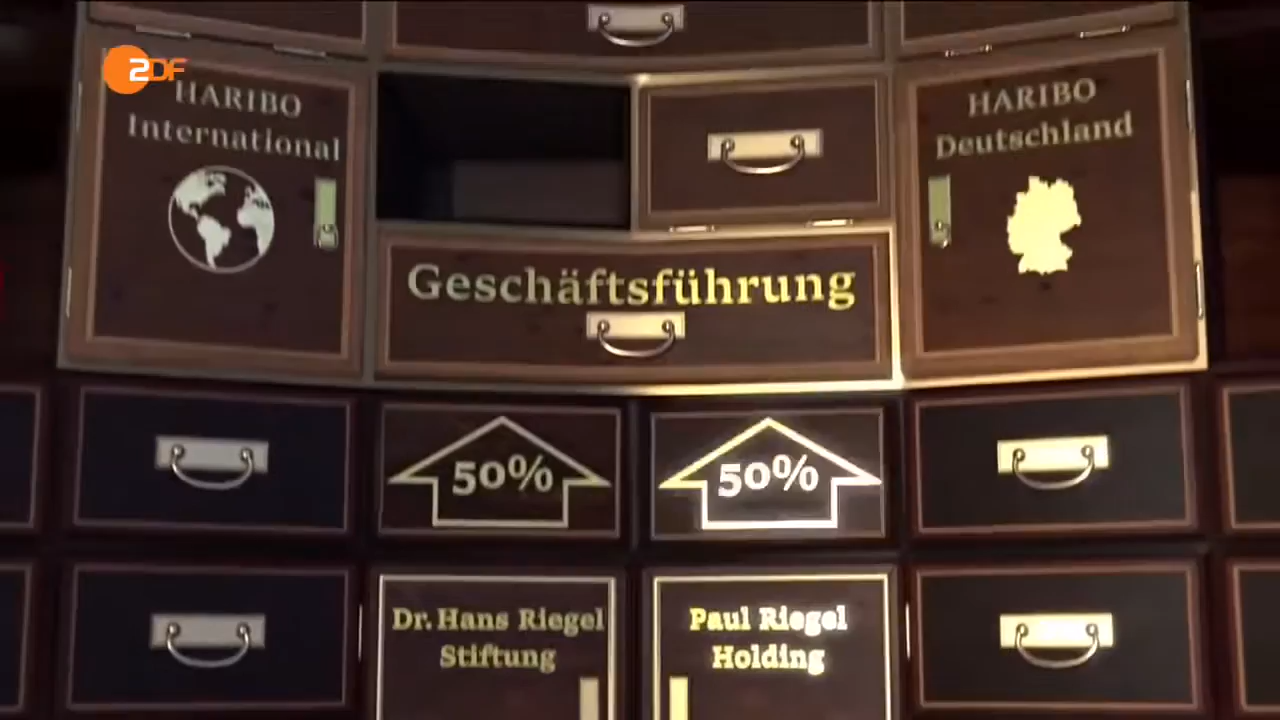 2DF
HARIBO
International
HARIBO
Deutschland
Geschäftsführung
50%
50%
Dr. Hans Riegel
Stiftung
Paul Riegel
Holding